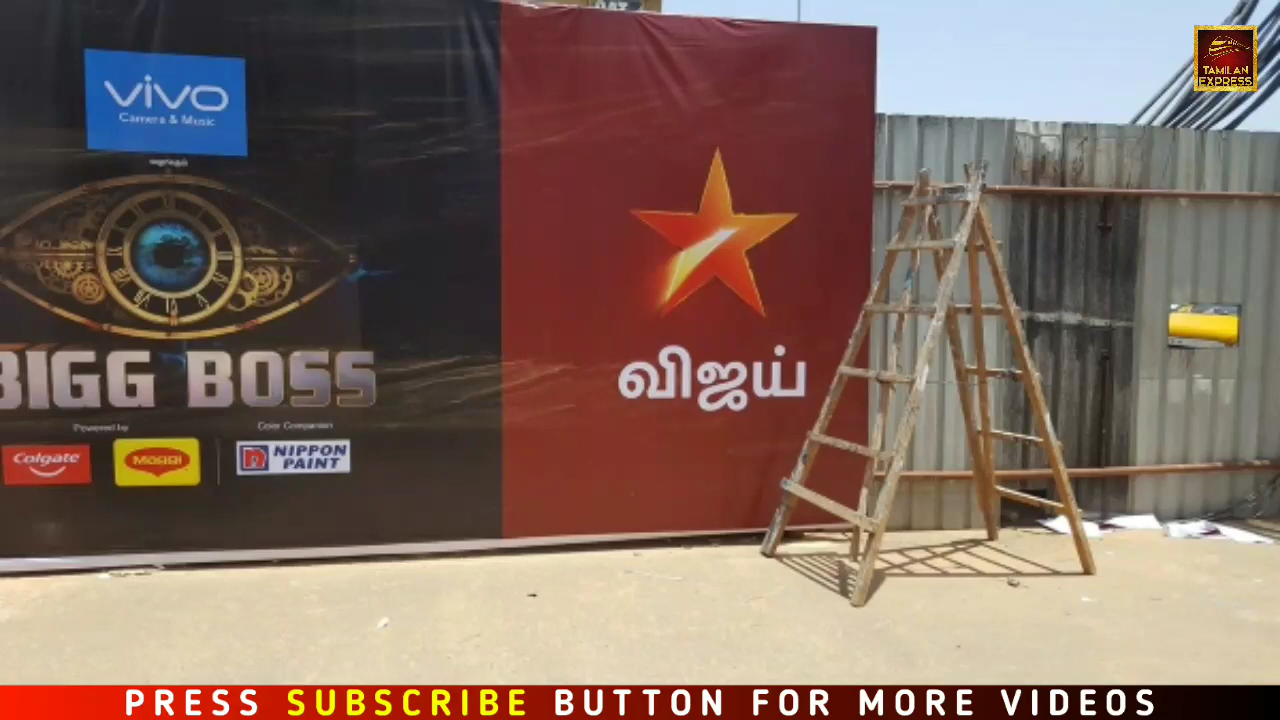 TAMILAN
EXPRESS
vivo
Camera & Music
வழங்கும்
BIGG BOSS
Powered by
Color Companion
Colgate
MAGGI
NIPPON
PAINT
விஜய்
PRESS SUBSCRIBE BUTTON FOR MORE VIDEOS